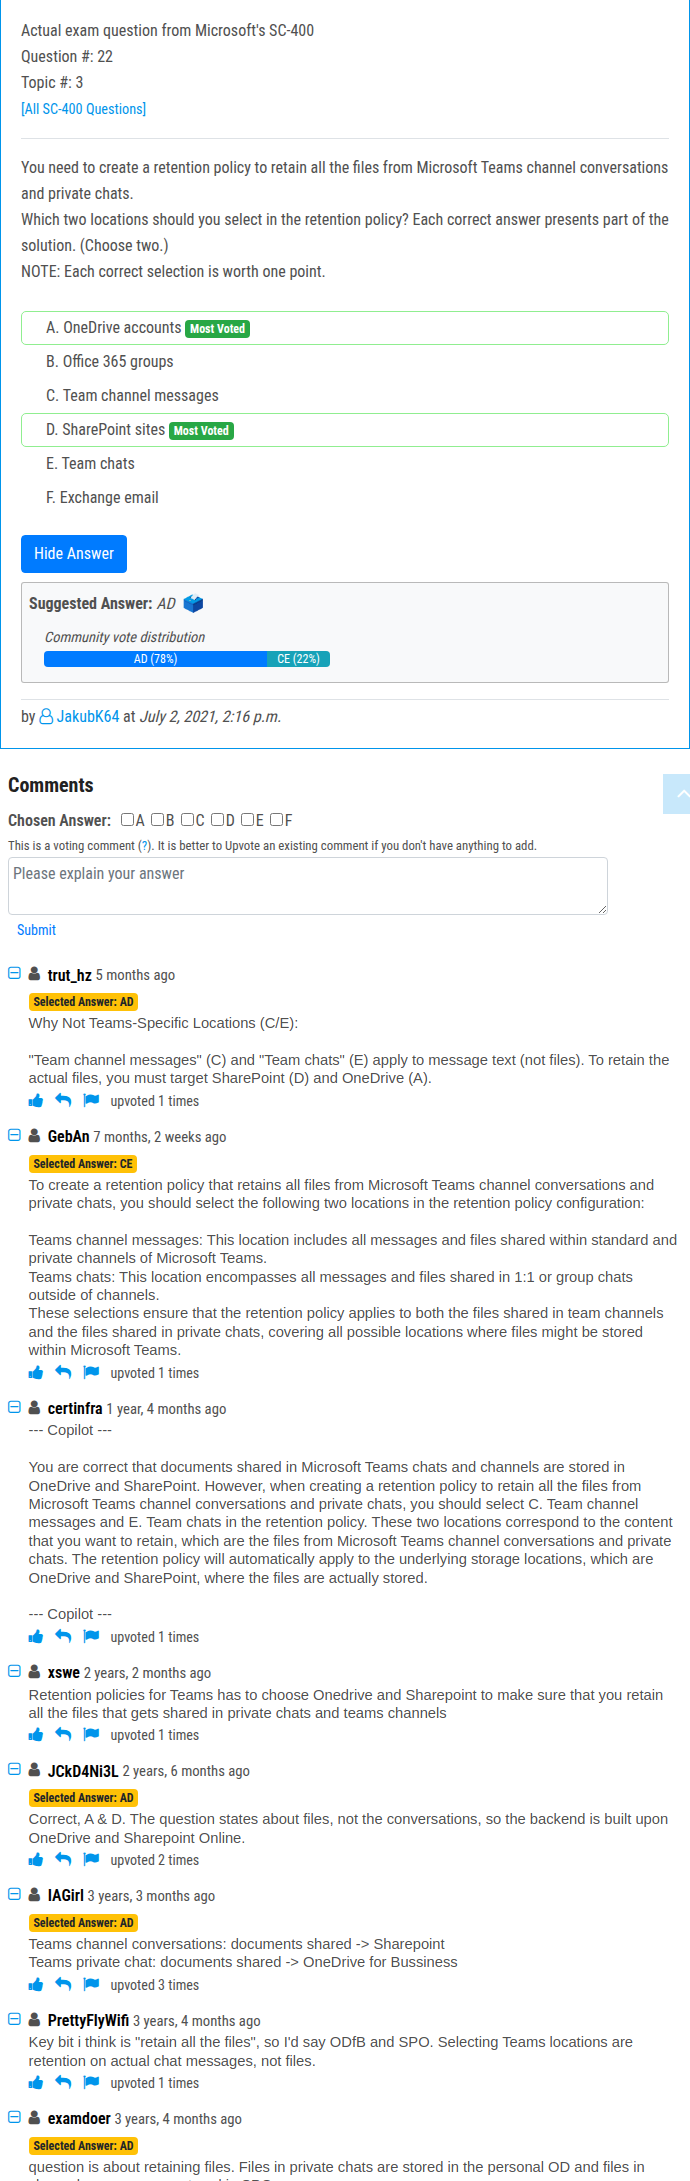 Actual exam question from Microsoft's SC-400
Question #: 22
Topic #: 3
[All SC-400 Questions]
You need to create a retention policy to retain all the files from Microsoft Teams channel conversations
and private chats.
Which two locations should you select in the retention policy? Each correct answer presents part of the
solution. (Choose two.)
NOTE: Each correct selection is worth one point.
A. OneDrive accounts Most Voted
B. Office 365 groups
C. Team channel messages
D. SharePoint sites Most Voted
E. Team chats
F. Exchange email
Hide Answer
Suggested Answer: AD
Community vote distribution
AD (78%) CE (22%)
by JakubK64 at July 2, 2021, 2:16 p.m.
Comments
Chosen Answer: A B C D E F
This is a voting comment (?). It is better to Upvote an existing comment if you don't have anything to add.
Please explain your answer
Submit
trut_hz 5 months ago
Selected Answer: AD
Why Not Teams-Specific Locations (C/E):
"Team channel messages" (C) and "Team chats" (E) apply to message text (not files). To retain the
actual files, you must target SharePoint (D) and OneDrive (A).
upvoted 1 times
GebAn 7 months, 2 weeks ago
Selected Answer: CE
To create a retention policy that retains all files from Microsoft Teams channel conversations and
private chats, you should select the following two locations in the retention policy configuration:
Teams channel messages: This location includes all messages and files shared within standard and
private channels of Microsoft Teams.
Teams chats: This location encompasses all messages and files shared in 1:1 or group chats
outside of channels.
These selections ensure that the retention policy applies to both the files shared in team channels
and the files shared in private chats, covering all possible locations where files might be stored
within Microsoft Teams.
upvoted 1 times
certinfra 1 year, 4 months ago
--- Copilot ---
You are correct that documents shared in Microsoft Teams chats and channels are stored in
OneDrive and SharePoint. However, when creating a retention policy to retain all the files from
Microsoft Teams channel conversations and private chats, you should select C. Team channel
messages and E. Team chats in the retention policy. These two locations correspond to the content
that you want to retain, which are the files from Microsoft Teams channel conversations and private
chats. The retention policy will automatically apply to the underlying storage locations, which are
OneDrive and SharePoint, where the files are actually stored.
--- Copilot ---
upvoted 1 times
xswe 2 years, 2 months ago
Retention policies for Teams has to choose Onedrive and Sharepoint to make sure that you retain
all the files that gets shared in private chats and teams channels
upvoted 1 times
JCkD4Ni3L 2 years, 6 months ago
Selected Answer: AD
Correct, A & D. The question states about files, not the conversations, so the backend is built upon
OneDrive and Sharepoint Online.
upvoted 2 times
IAGirl 3 years, 3 months ago
Selected Answer: AD
Teams channel conversations: documents shared -> Sharepoint
Teams private chat: documents shared -> OneDrive for Bussiness
upvoted 3 times
PrettyFlyWifi 3 years, 4 months ago
Key bit i think is "retain all the files", so I'd say ODfB and SPO. Selecting Teams locations are
retention on actual chat messages, not files.
upvoted 1 times
examdoer 3 years, 4 months ago
Selected Answer: AD
question is about retaining files. Files in private chats are stored in the personal OD and files in